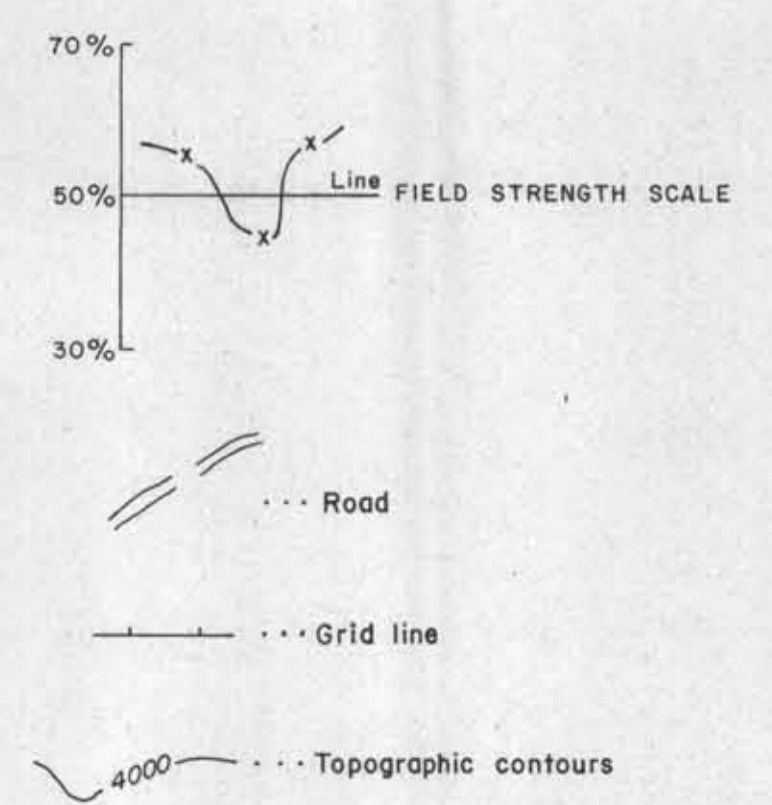 70%
Line
50% FIELD STRENGTH SCALE
30%
... Road
... Grid line
4000 ... Topographic contours